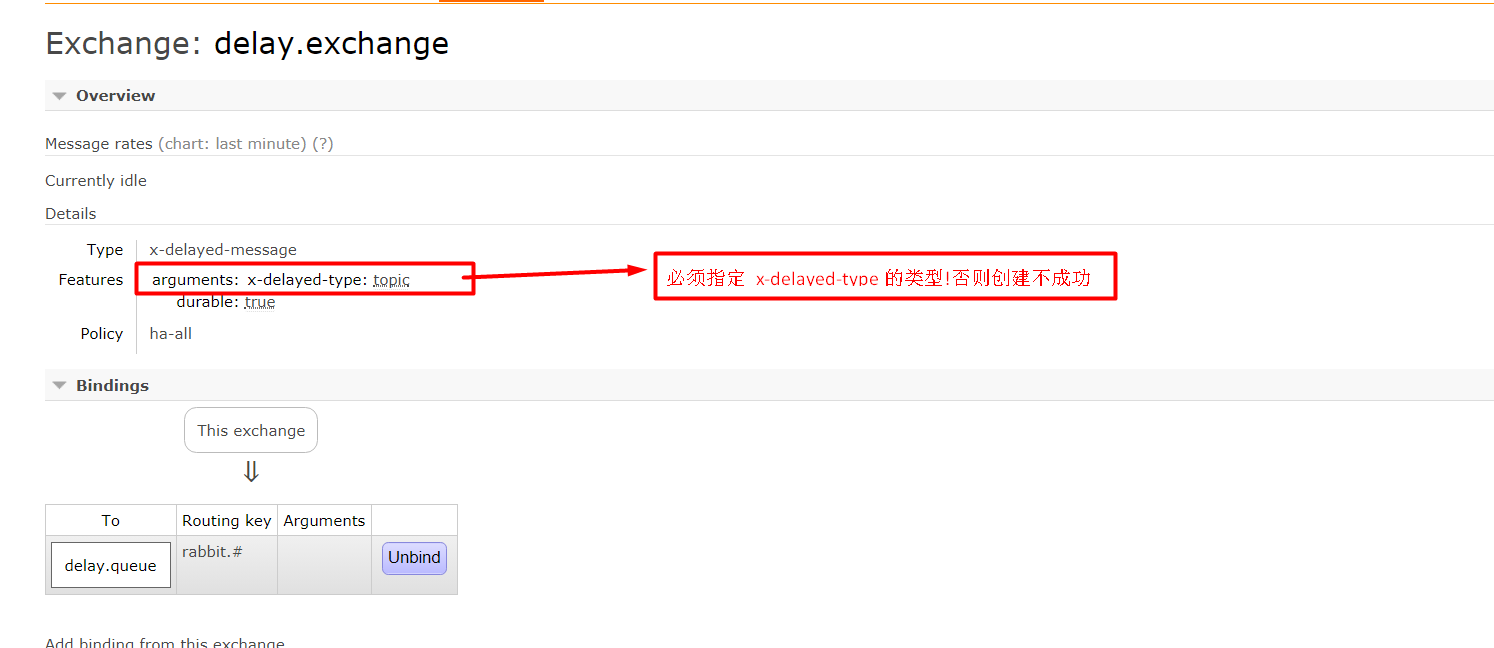 Exchange: delay.exchange
Overview
Message rates (chart: last minute) (?)
Currently idle
Details
Type x-delayed-message
Features arguments: x-delayed-type: topic
durable: true
必须指定 x-delayed-type 的类型!否则创建不成功
Policy ha-all
Bindings
This exchange
⇓
To Routing key Arguments
delay.queue rabbit.# Unbind
Add binding from this exchange